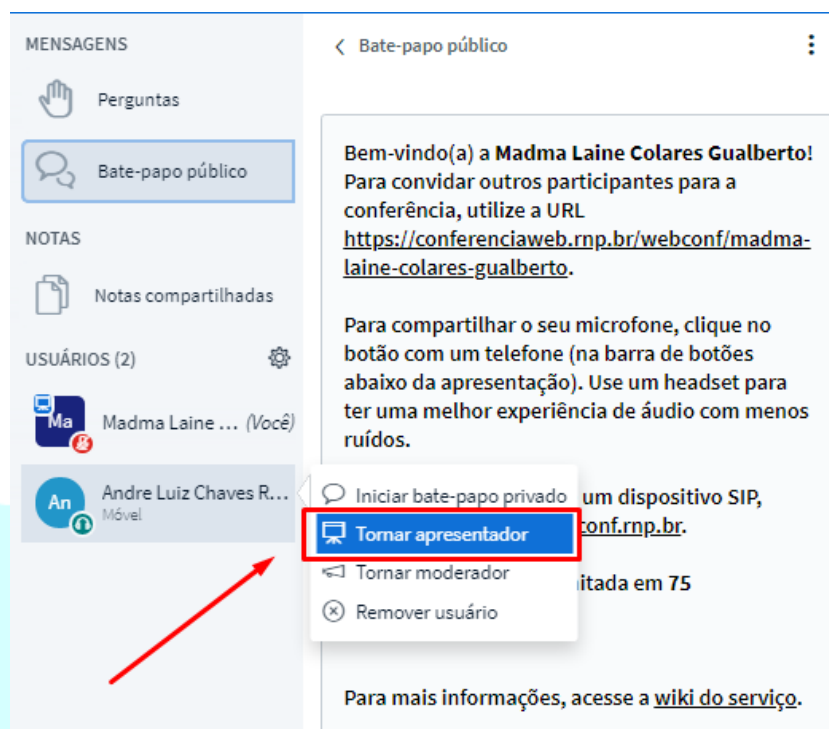 MENSAGENS
Perguntas
Bate-papo público
NOTAS
Notas compartilhadas
USUÁRIOS (2)
Ma
Madma Laine ... (Você)
An
Andre Luiz Chaves R...
Móvel
Bate-papo público
Bem-vindo(a) a Madma Laine Colares Gualberto!
Para convidar outros participantes para a
conferência, utilize a URL
https://conferenciaweb.rnp.br/webconf/madma-
laine-colares-gualberto.
Para compartilhar o seu microfone, clique no
botão com um telefone (na barra de botões
abaixo da apresentação). Use um headset para
ter uma melhor experiência de áudio com menos
ruídos.
Iniciar bate-papo privado
um dispositivo SIP,
Tornar apresentador
conf.rnp.br.
Tornar moderador
itada em 75
Remover usuário
Para mais informações, acesse a wiki do serviço.